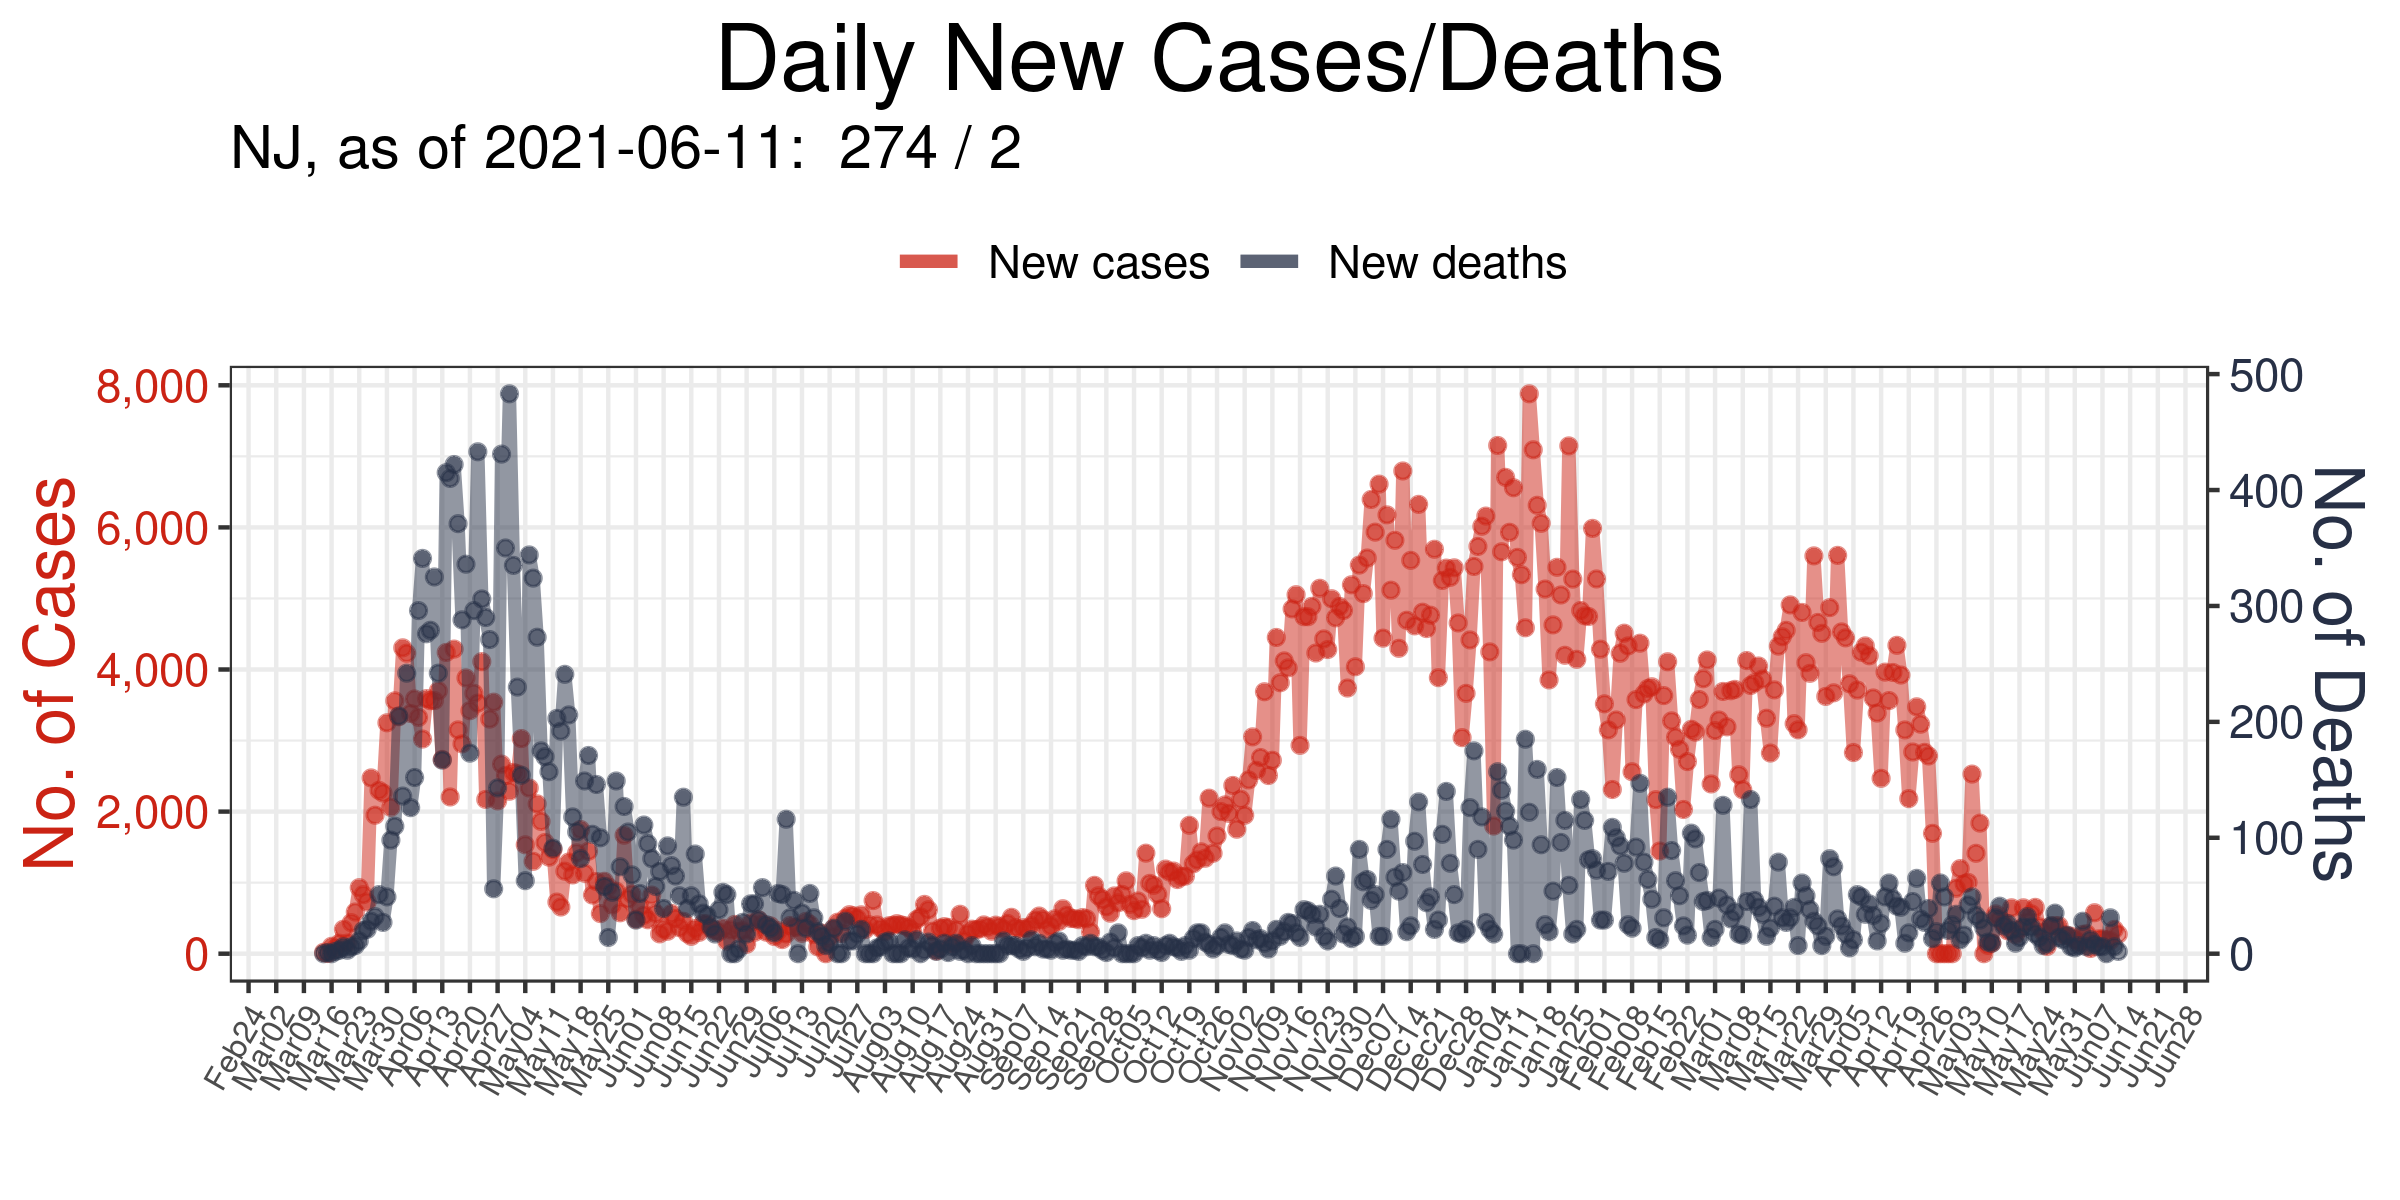 Daily New Cases/Deaths
NJ, as of 2021-06-11:  274 / 2
New cases
New deaths
No. of Cases
8,000
6,000
4,000
2,000
0
500
400
300
200
100
0
No. of Deaths
Feb24
Mar02
Mar09
Mar16
Mar23
Mar30
Apr06
Apr13
Apr20
Apr27
May04
May11
May18
May25
Jun01
Jun08
Jun15
Jun22
Jun29
Jul06
Jul13
Jul20
Jul27
Aug03
Aug10
Aug17
Aug24
Aug31
Sep07
Sep14
Sep21
Sep28
Oct05
Oct12
Oct19
Oct26
Nov02
Nov09
Nov16
Nov23
Nov30
Dec07
Dec14
Dec21
Dec28
Jan04
Jan11
Jan18
Jan25
Feb01
Feb08
Feb15
Feb22
Mar01
Mar08
Mar15
Mar22
Mar29
Apr05
Apr12
Apr19
Apr26
May03
May10
May17
May24
May31
Jun07
Jun14
Jun21
Jun28